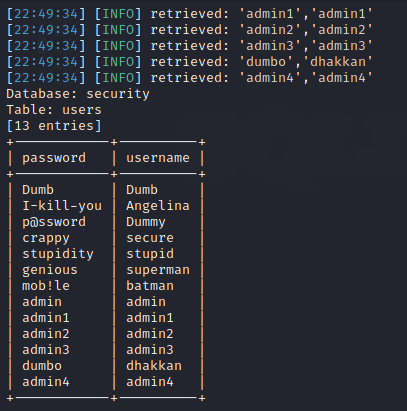 [22:49:34] [INFO] retrieved: 'admin1','admin1'
[22:49:34] [INFO] retrieved: 'admin2','admin2'
[22:49:34] [INFO] retrieved: 'admin3','admin3'
[22:49:34] [INFO] retrieved: 'dumbo','dhakkan'
[22:49:34] [INFO] retrieved: 'admin4','admin4'
Database: security
Table: users
[13 entries]
+------------+----------+
| password   | username |
+------------+----------+
| Dumb       | Dumb     |
| I-kill-you | Angelina |
| p@ssword   | Dummy    |
| crappy     | secure   |
| stupidity  | stupid   |
| genious    | superman |
| mob!le     | batman   |
| admin      | admin    |
| admin1     | admin1   |
| admin2     | admin2   |
| admin3     | admin3   |
| dumbo      | dhakkan  |
| admin4     | admin4   |
+------------+----------+